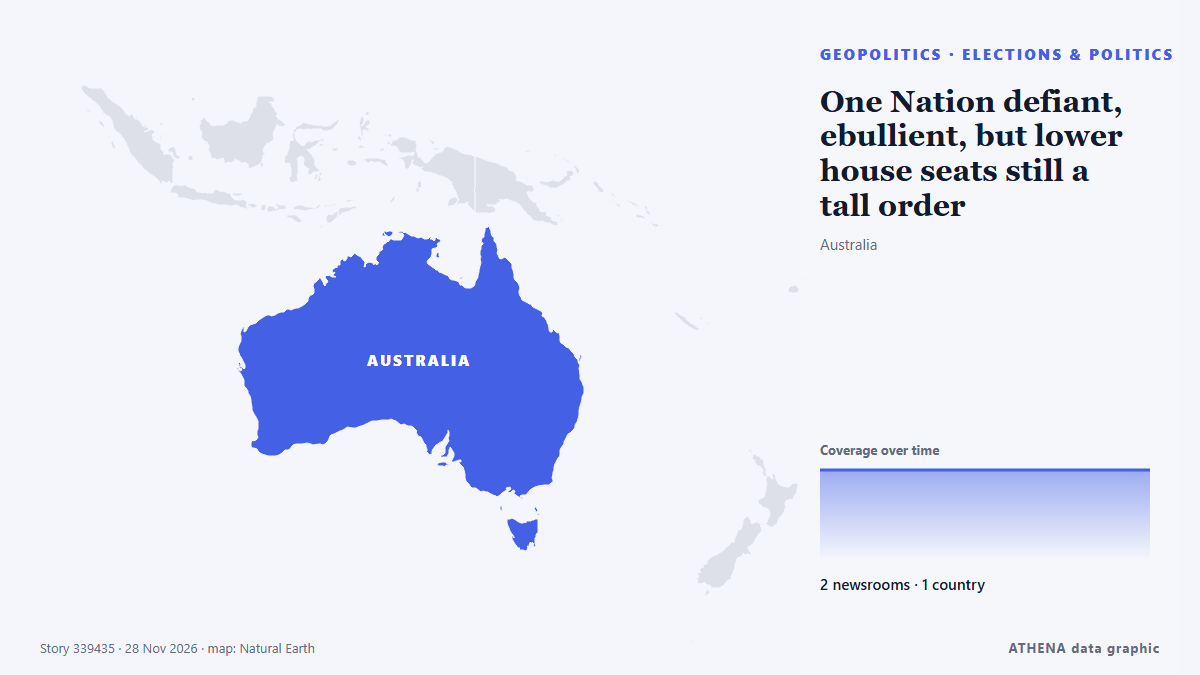 GEOPOLITICS · ELECTIONS & POLITICS
One Nation defiant,
ebullient, but lower
house seats still a
tall order
Australia
AUSTRALIA
Coverage over time
2 newsrooms · 1 country
Story 339435 · 28 Nov 2026 · map: Natural Earth
ATHENA data graphic